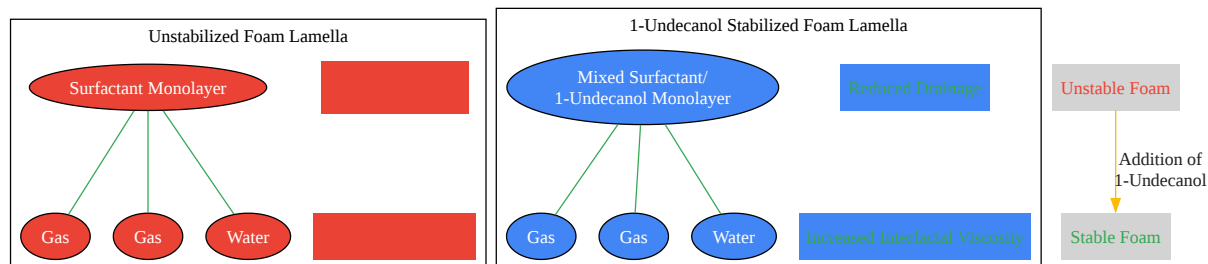 Unstabilized Foam Lamella
Surfactant Monolayer
Gas
Gas
Water
1-Undecanol Stabilized Foam Lamella
Mixed Surfactant/
1-Undecanol Monolayer
Reduced Drainage
Gas
Gas
Water
Increased Interfacial Viscosity
Unstable Foam
Addition of
1-Undecanol
Stable Foam